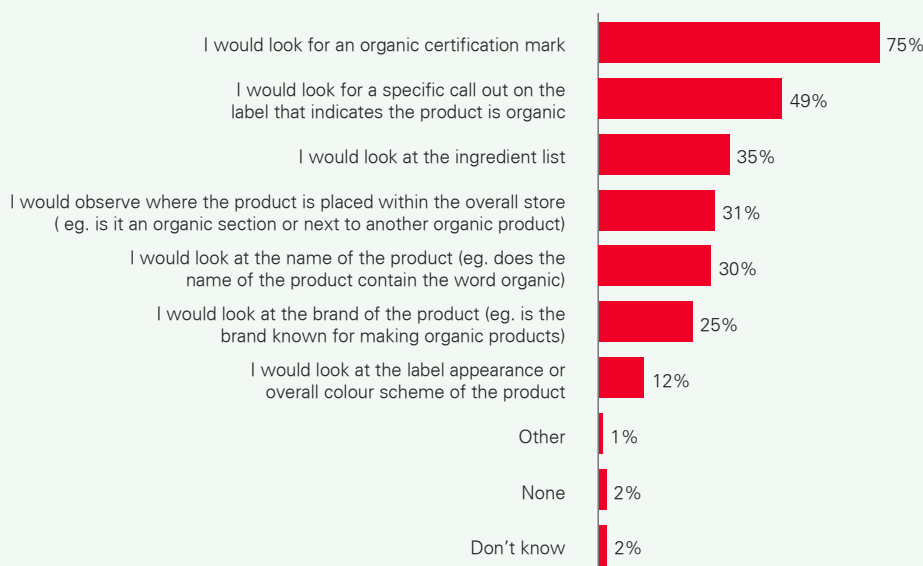 I would look for an organic certification mark
75%
I would look for a specific call out on the
label that indicates the product is organic
49%
I would look at the ingredient list
35%
I would observe where the product is placed within the overall store
( eg. is it an organic section or next to another organic product)
31%
I would look at the name of the product (eg. does the
name of the product contain the word organic)
30%
I would look at the brand of the product (eg. is the
brand known for making organic products)
25%
I would look at the label appearance or
overall colour scheme of the product
12%
Other
1%
None
2%
Don't know
2%